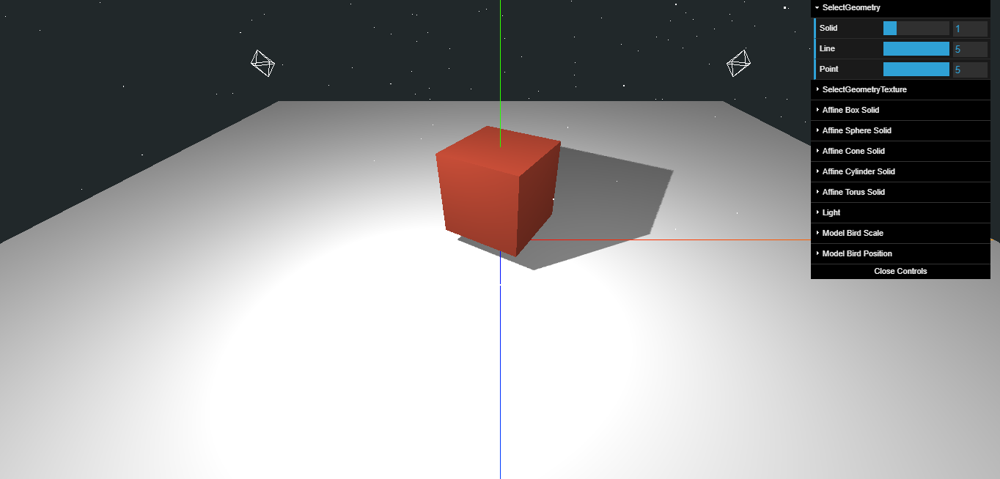 SelectGeometry
Solid 1
Line 5
Point 5
SelectGeometryTexture
Affine Box Solid
Affine Sphere Solid
Affine Cone Solid
Affine Cylinder Solid
Affine Torus Solid
Light
Model Bird Scale
Model Bird Position
Close Controls